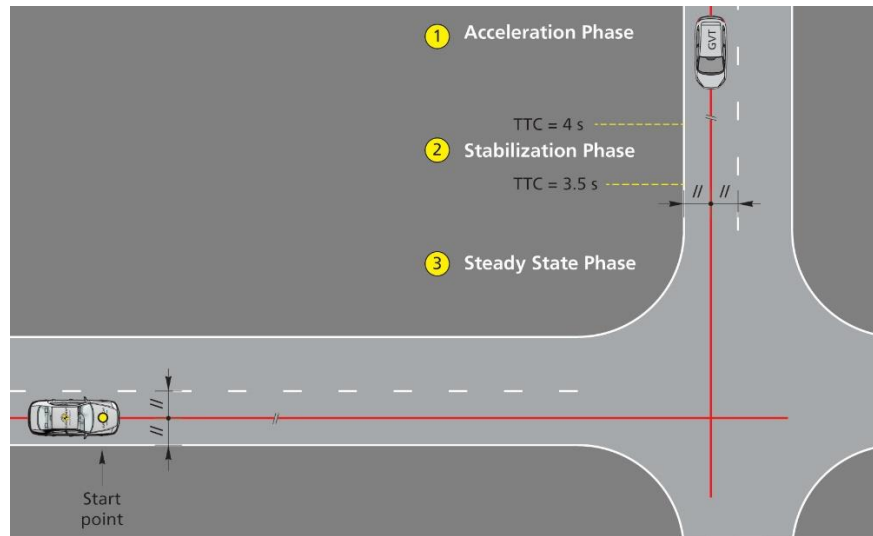 1 Acceleration Phase
GVT
TTC = 4 s
2 Stabilization Phase
TTC = 3.5 s
3 Steady State Phase
Start
point